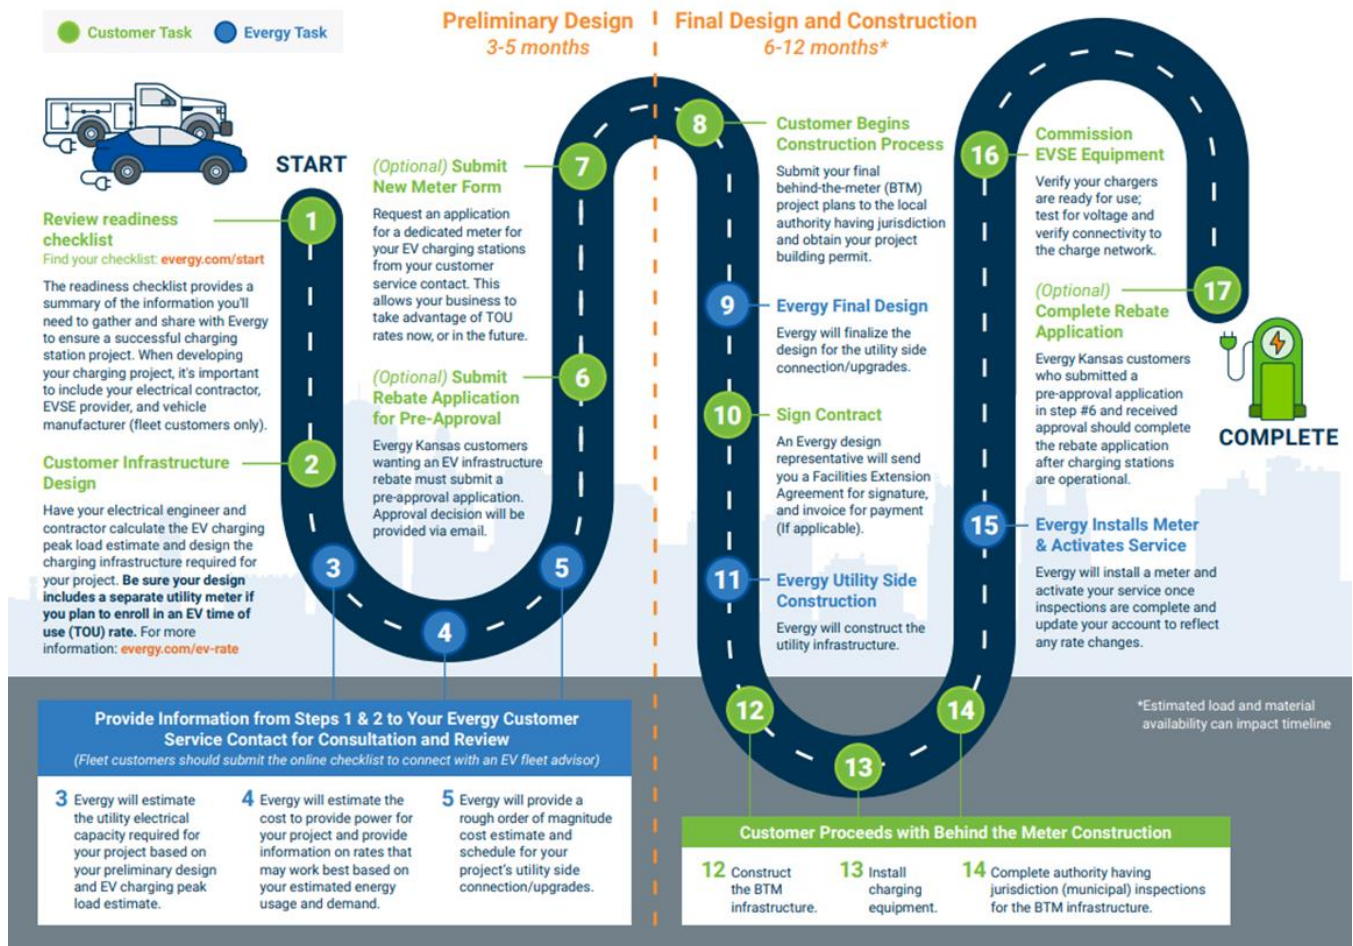 Customer Task
Evergy Task
Preliminary Design
3-5 months
Final Design and Construction
6-12 months*
START
1
Review readiness
checklist
Find your checklist: evergy.com/start
The readiness checklist provides a
summary of the information you'll
need to gather and share with Evergy
to ensure a successful charging
station project. When developing
your charging project, it's important
to include your electrical contractor,
EVSE provider, and vehicle
manufacturer (fleet customers only).
2
Customer Infrastructure
Design
Have your electrical engineer and
contractor calculate the EV charging
peak load estimate and design the
charging infrastructure required for
your project. Be sure your design
includes a separate utility meter if
you plan to enroll in an EV time of
use (TOU) rate. For more
information: evergy.com/ev-rate
3
4
5
Provide Information from Steps 1 & 2 to Your Evergy Customer
Service Contact for Consultation and Review
(Fleet customers should submit the online checklist to connect with an EV fleet advisor)
3 Evergy will estimate
the utility electrical
capacity required for
your project based on
your preliminary design
and EV charging peak
load estimate.
4 Evergy will estimate the
cost to provide power for
your project and provide
information on rates that
may work best based on
your estimated energy
usage and demand.
5 Evergy will provide a
rough order of magnitude
cost estimate and
schedule for your
project's utility side
connection/upgrades.
6
(Optional) Submit
Rebate Application
for Pre-Approval
Evergy Kansas customers
wanting an EV infrastructure
rebate must submit a
pre-approval application.
Approval decision will be
provided via email.
7
(Optional) Submit
New Meter Form
Request an application
for a dedicated meter for
your EV charging stations
from your customer
service contact. This
allows your business to
take advantage of TOU
rates now, or in the future.
8
Customer Begins
Construction Process
Submit your final
behind-the-meter (BTM)
project plans to the local
authority having jurisdiction
and obtain your project
building permit.
9
Evergy Final Design
Evergy will finalize the
design for the utility side
connection/upgrades.
10
Sign Contract
An Evergy design
representative will send
you a Facilities Extension
Agreement for signature,
and invoice for payment
(If applicable).
11
Evergy Utility Side
Construction
Evergy will construct the
utility infrastructure.
12
13
14
Customer Proceeds with Behind the Meter Construction
12 Construct
the BTM
infrastructure.
13 Install
charging
equipment.
14 Complete authority having
jurisdiction (municipal) inspections
for the BTM infrastructure.
15
Evergy Installs Meter
& Activates Service
Evergy will install a meter and
activate your service once
inspections are complete and
update your account to reflect
any rate changes.
16
Commission
EVSE Equipment
Verify your chargers
are ready for use;
test for voltage and
verify connectivity to
the charge network.
17
(Optional)
Complete Rebate
Application
Evergy Kansas customers
who submitted a
pre-approval application
in step #6 and received
approval should complete
the rebate application
after charging stations
are operational.
COMPLETE
*Estimated load and material
availability can impact timeline